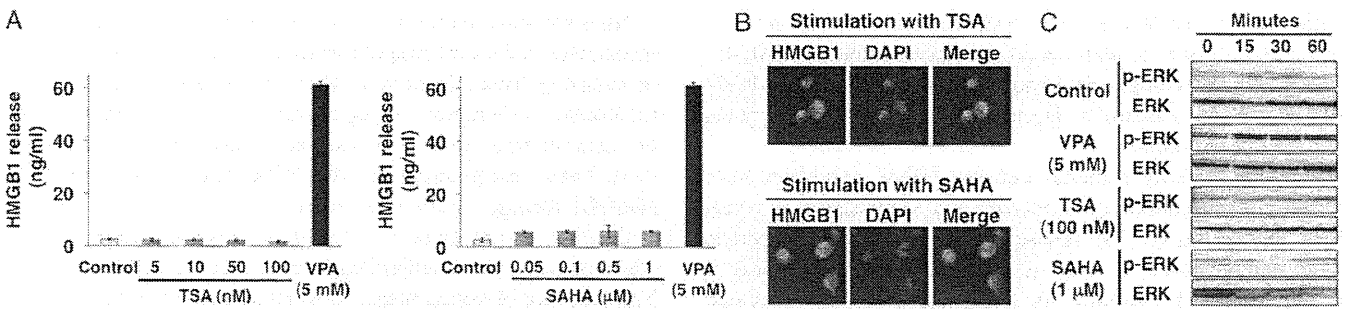 A
HMGB1 release
(ng/ml)
60
40
20
0
Control 5 10 50 100 VPA
TSA (nM) (5 mM)
HMGB1 release
(ng/ml)
60
40
20
0
Control 0.05 0.1 0.5 1 VPA
SAHA (μM) (5 mM)
B
Stimulation with TSA
HMGB1 DAPI Merge
Stimulation with SAHA
HMGB1 DAPI Merge
C
Minutes
0 15 30 60
Control
p-ERK
ERK
VPA
(5 mM)
p-ERK
ERK
TSA
(100 nM)
p-ERK
ERK
SAHA
(1 μM)
p-ERK
ERK